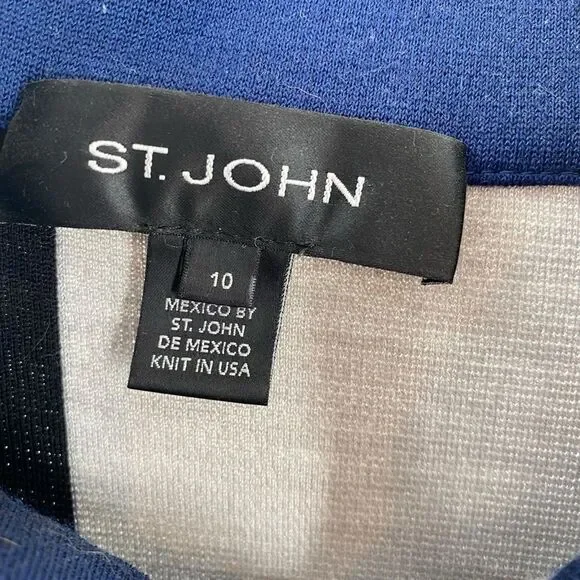 ST. JOHN
10
MEXICO BY
ST. JOHN
DE MEXICO
KNIT IN USA